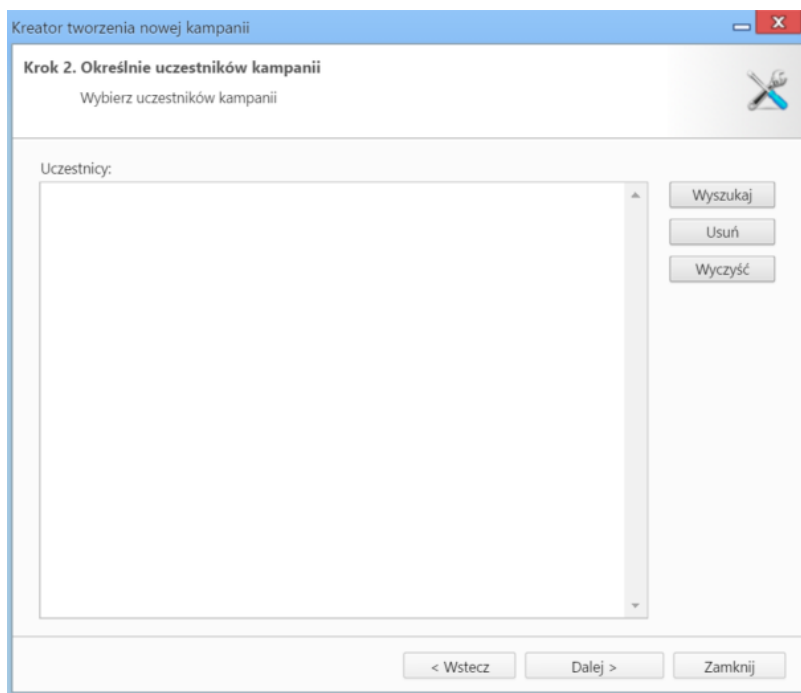 Kreator tworzenia nowej kampanii
Krok 2. Określnie uczestników kampanii
Wybierz uczestników kampanii
Uczestnicy:
Wyszukaj
Usuń
Wyczyść
< Wstecz
Dalej >
Zamknij